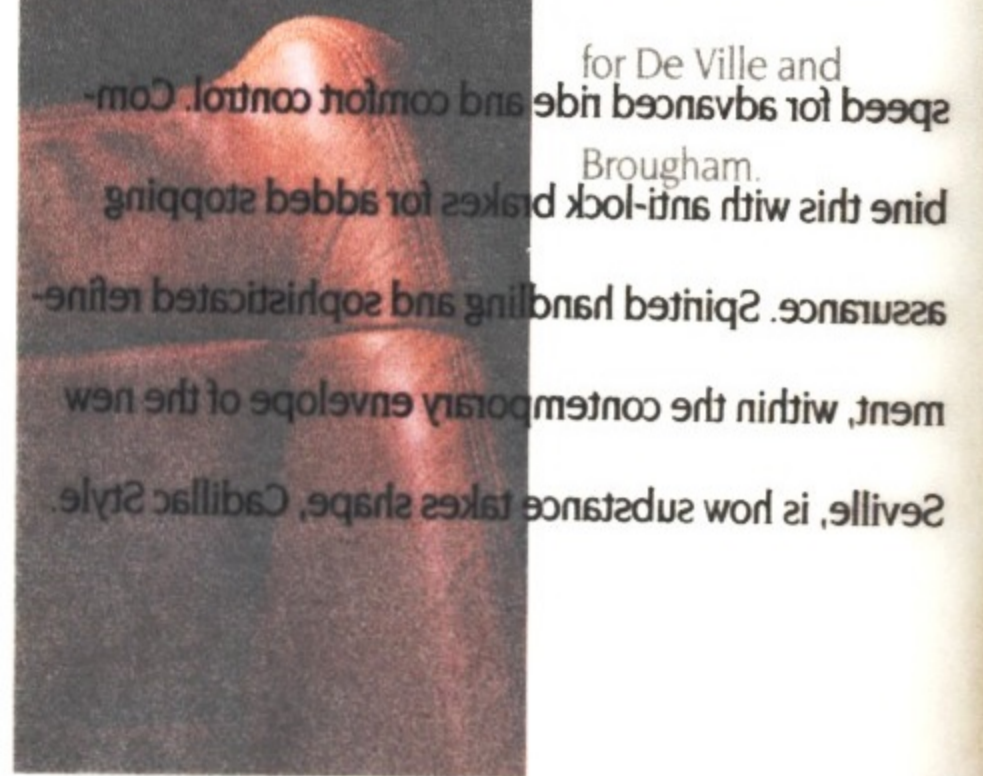 for De Ville and
speed for advanced ride and comfort control. Com-
Brougham.
bine this with anti-lock brakes for added stopping
assurance. Spirited handling and sophisticated refine-
ment, within the contemporary envelope of the new
Seville, is how substance takes shape, Cadillac Style.